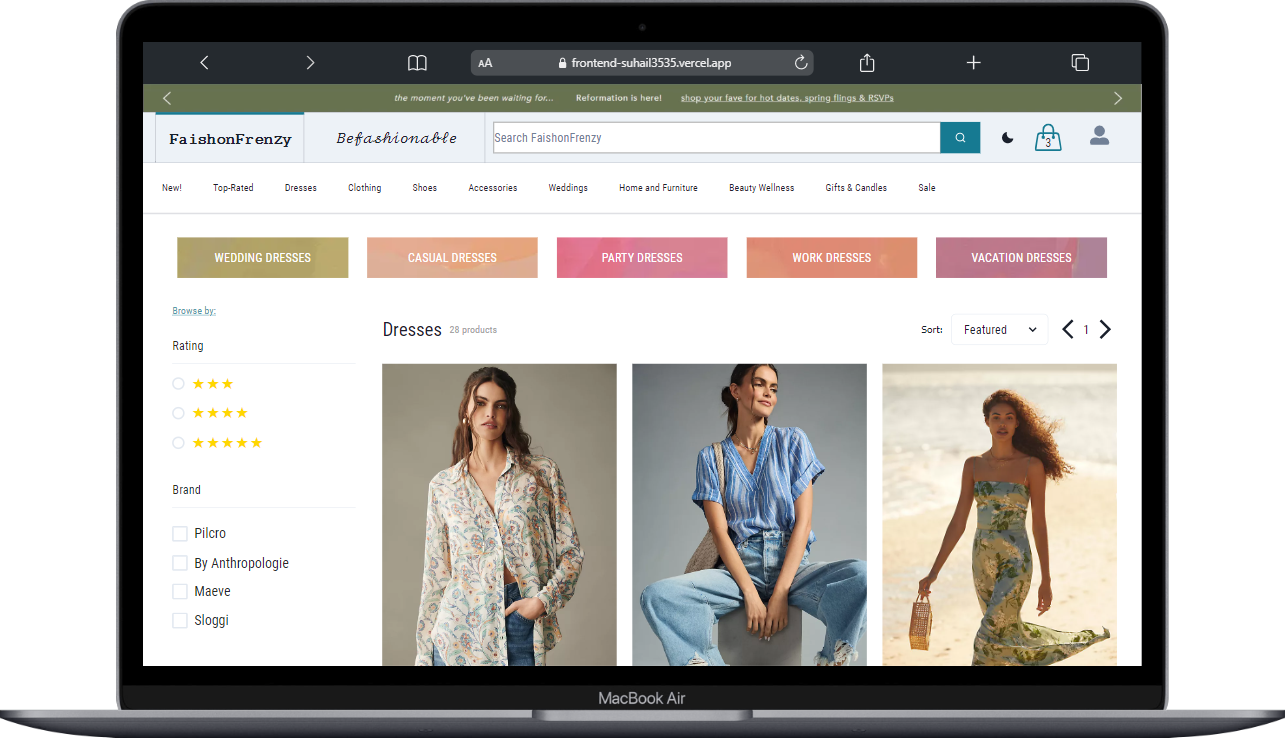 AA frontend-suhail3535.vercel.app
the moment you've been waiting for... Reformation is here! shop your fave for hot dates, spring flings & RSVPs
FaishonFrenzy Befashionable Search FaishonFrenzy 3
New! Top-Rated Dresses Clothing Shoes Accessories Weddings Home and Furniture Beauty Wellness Gifts & Candles Sale
WEDDING DRESSES CASUAL DRESSES PARTY DRESSES WORK DRESSES VACATION DRESSES
Browse by:
Rating
Brand
Pilcro
By Anthropologie
Maeve
Sloggi
Dresses 28 products Sort: Featured 1
MacBook Air